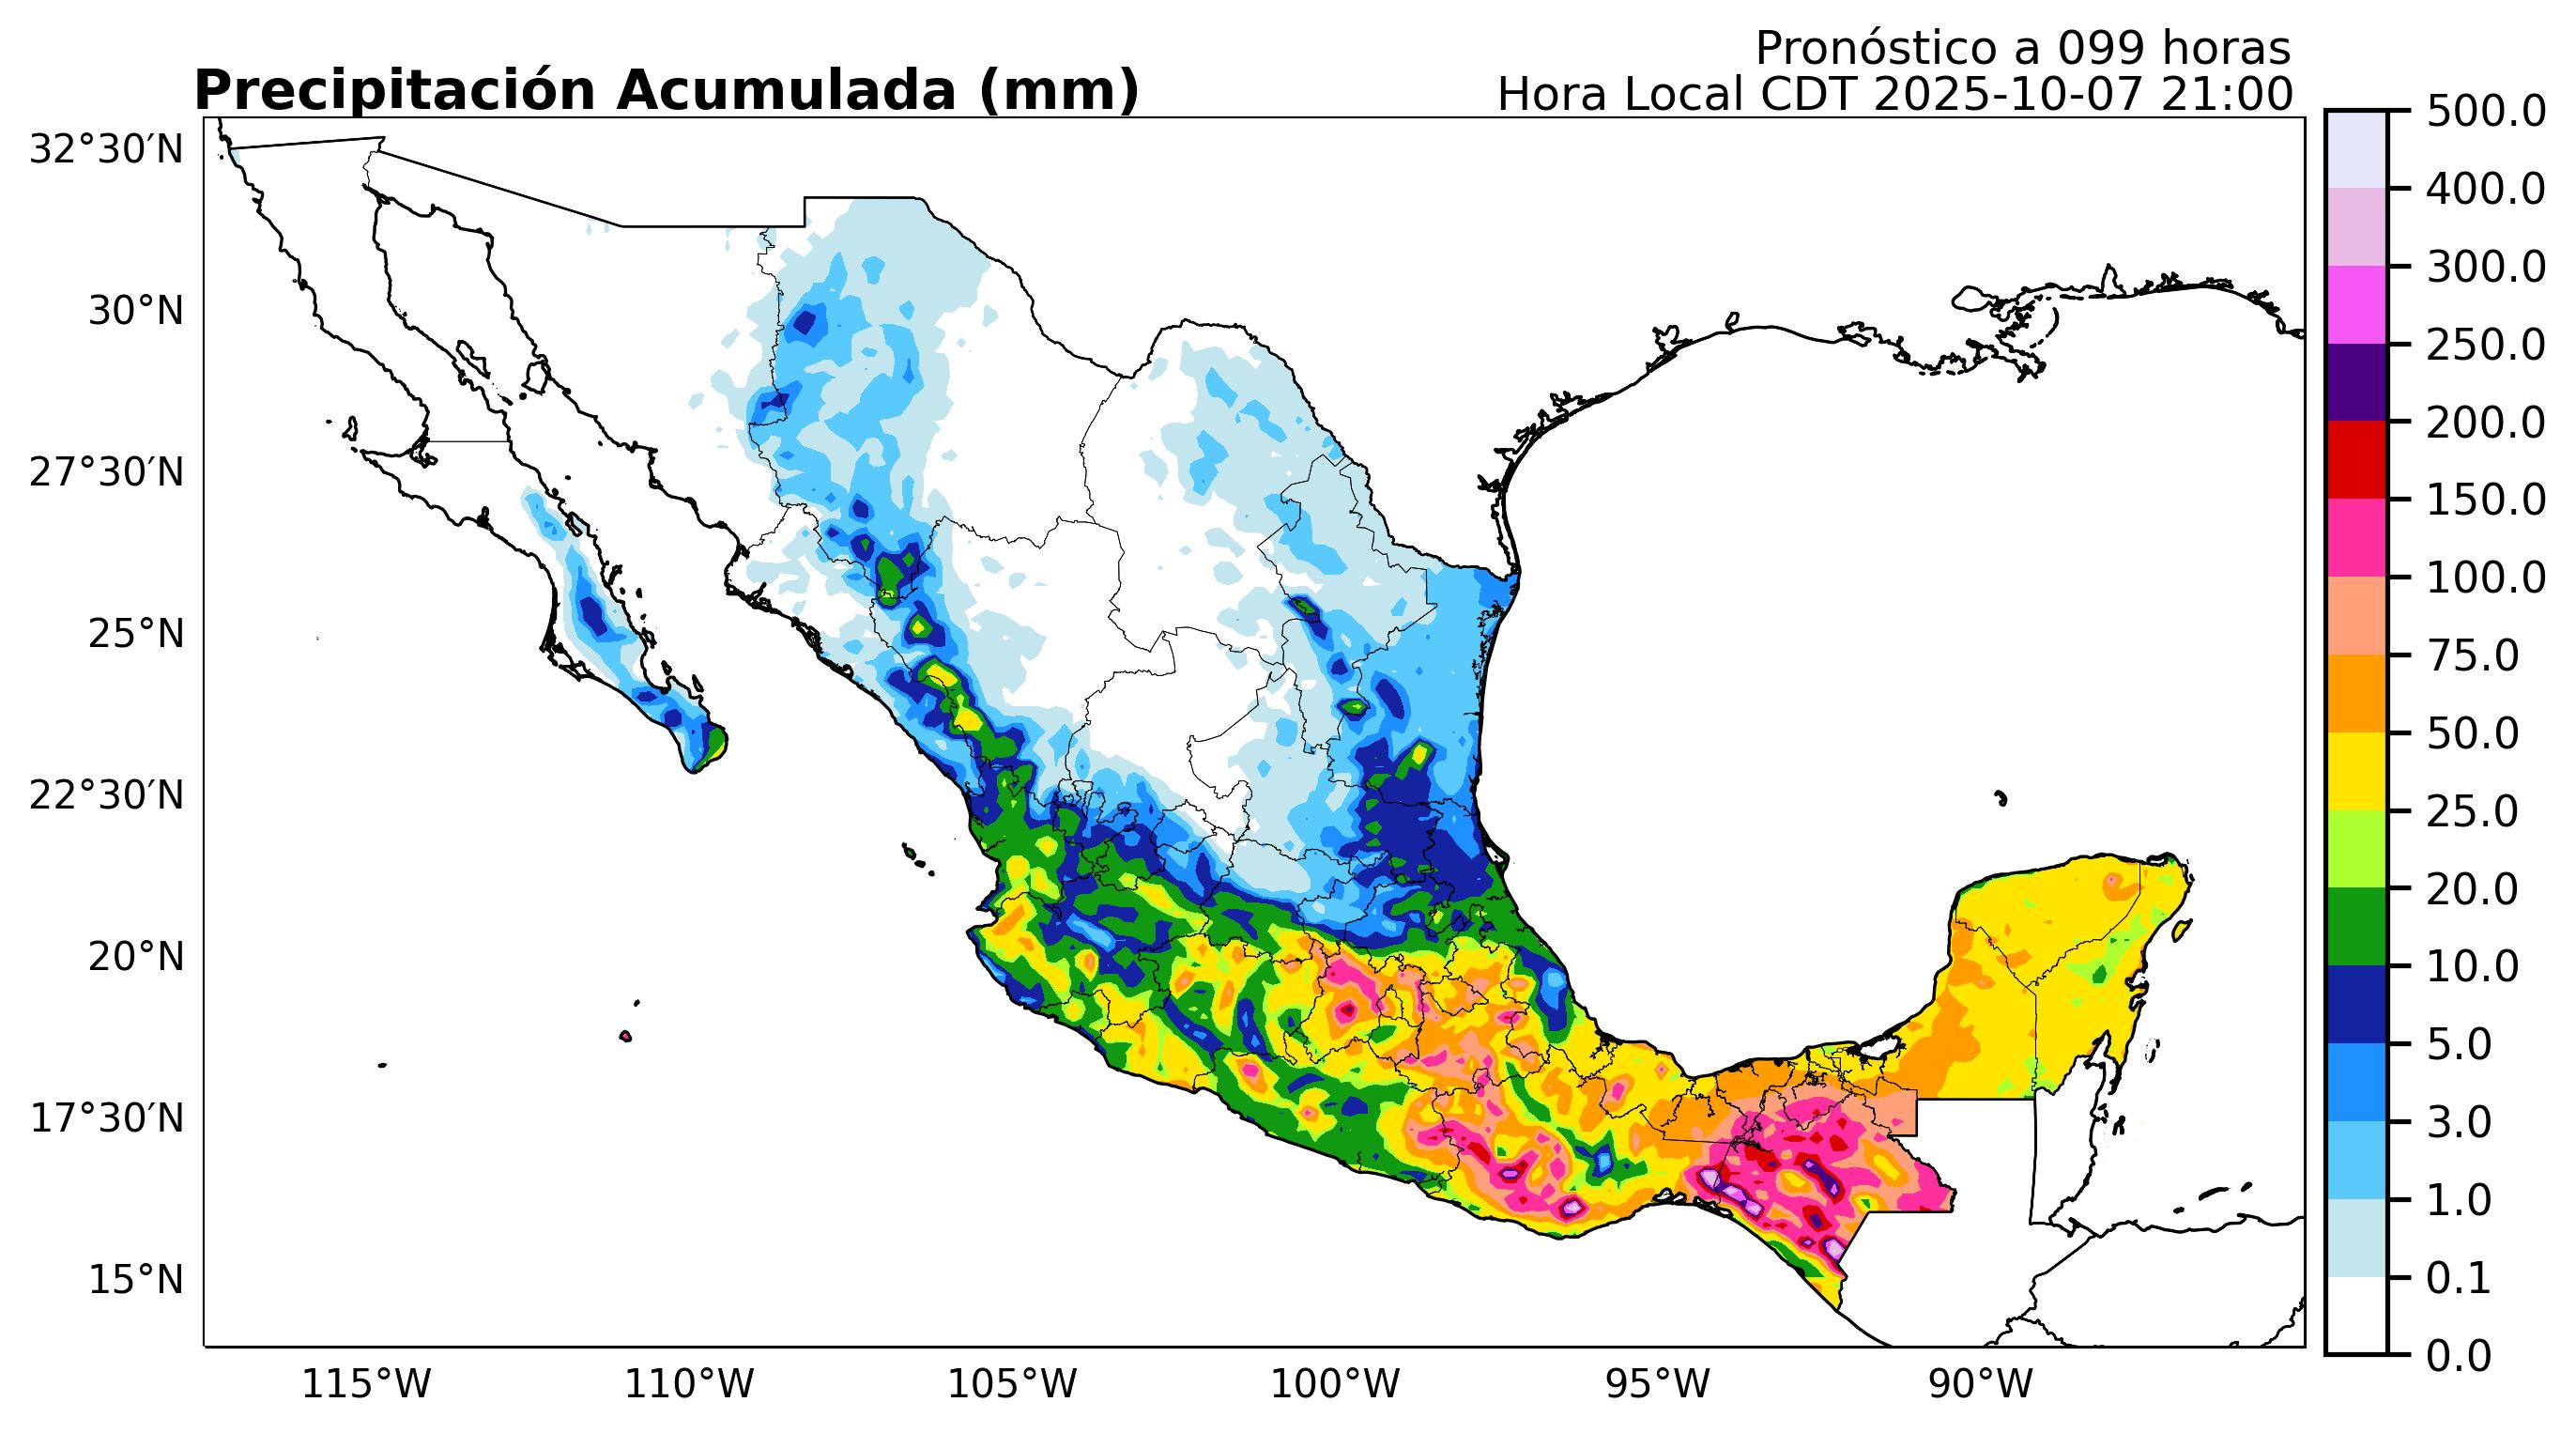 Pronóstico a 099 horas
Precipitación Acumulada (mm)
Hora Local CDT 2025-10-07 21:00
32°30′N
30°N
27°30′N
25°N
22°30′N
20°N
17°30′N
15°N
115°W
110°W
105°W
100°W
95°W
90°W
500.0
400.0
300.0
250.0
200.0
150.0
100.0
75.0
50.0
25.0
20.0
10.0
5.0
3.0
1.0
0.1
0.0